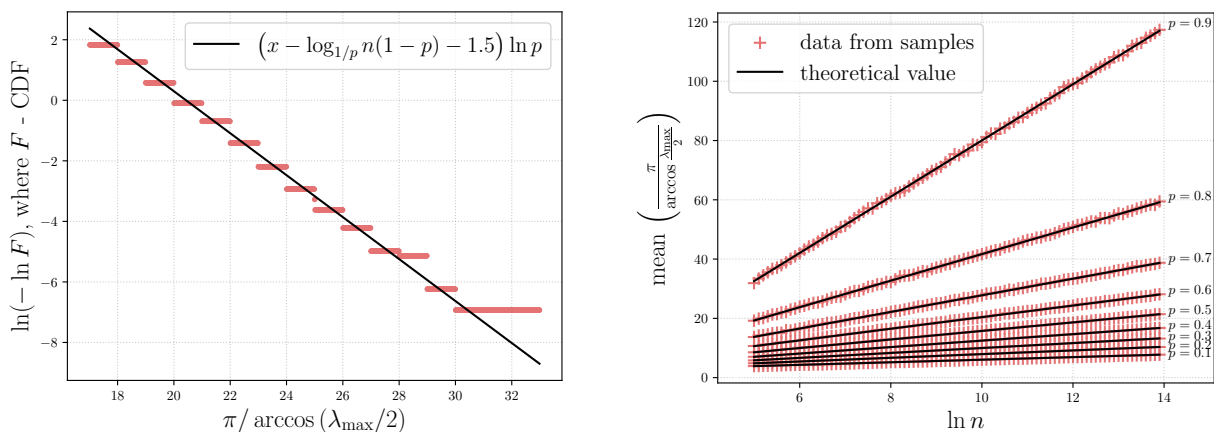 ln(− ln F), where F - CDF
2
0
−2
−4
−6
−8
(x − log_{1/p} n(1 − p) − 1.5) ln p
18 20 22 24 26 28 30 32
π/ arccos (λ_max/2)
mean (π / arccos λ_max/2)
120
100
80
60
40
20
0
data from samples
theoretical value
p = 0.9
p = 0.8
p = 0.7
p = 0.6
p = 0.5
p = 0.4
p = 0.3
p = 0.2
p = 0.1
6 8 10 12 14
ln n